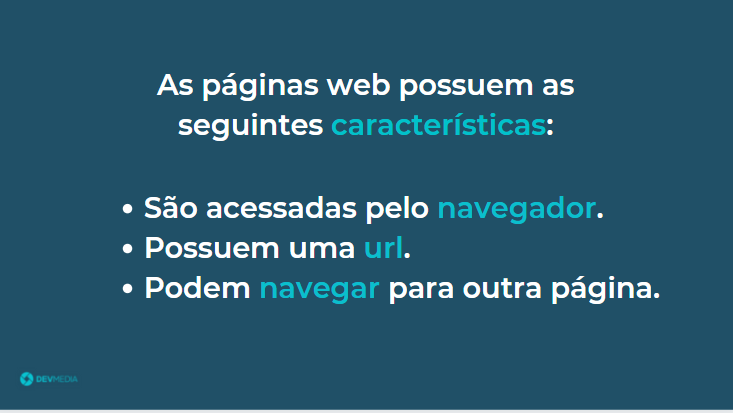 As páginas web possuem as
seguintes características:
• São acessadas pelo navegador.
• Possuem uma url.
• Podem navegar para outra página.
DEVMEDIA